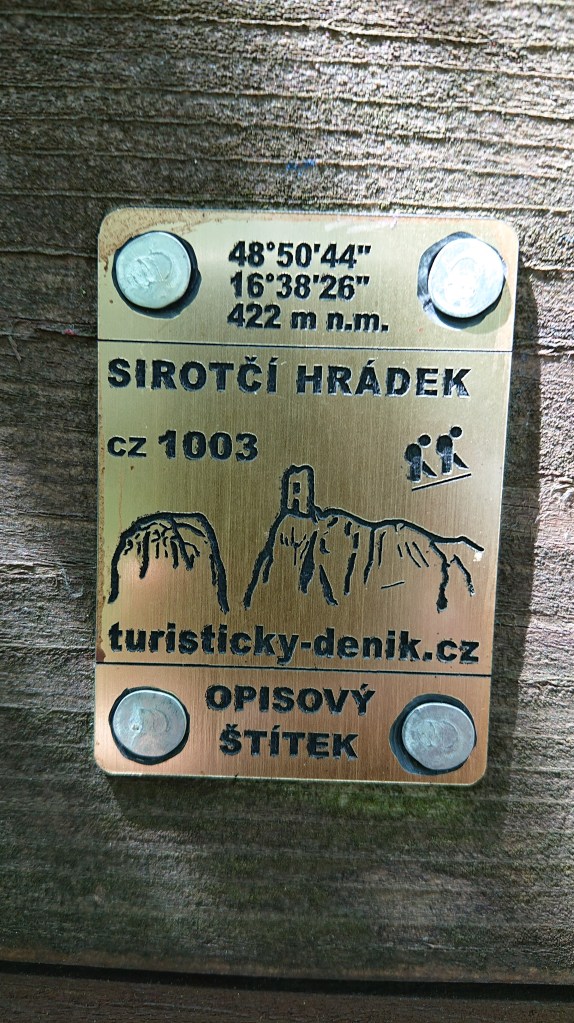 48°50'44"
16°38'26"
422 m n.m.
SIROTČÍ HRÁDEK
CZ 1003
turisticky-denik.cz
OPISOVÝ
ŠTÍTEK